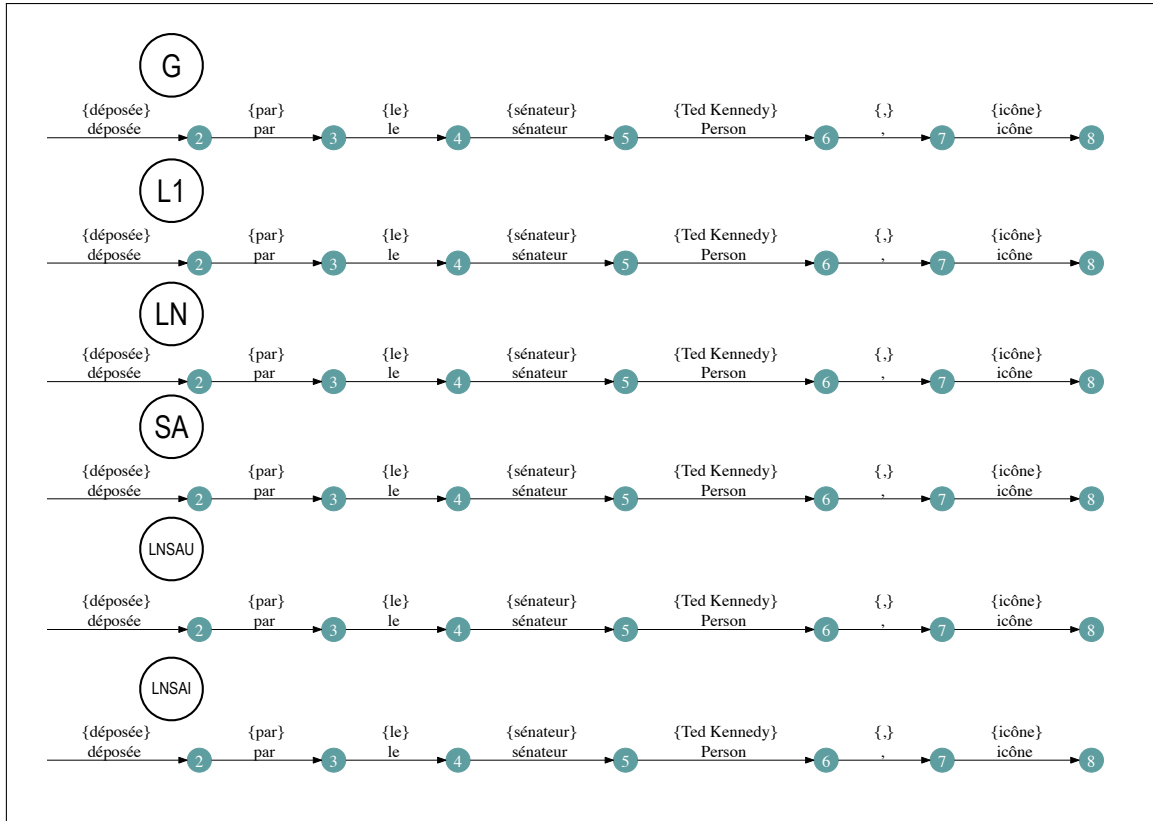 G
{déposée} {par} {le} {sénateur} {Ted Kennedy} {,} {icône}
déposée par le sénateur Person , icône
2 3 4 5 6 7 8
L1
{déposée} {par} {le} {sénateur} {Ted Kennedy} {,} {icône}
déposée par le sénateur Person , icône
2 3 4 5 6 7 8
LN
{déposée} {par} {le} {sénateur} {Ted Kennedy} {,} {icône}
déposée par le sénateur Person , icône
2 3 4 5 6 7 8
SA
{déposée} {par} {le} {sénateur} {Ted Kennedy} {,} {icône}
déposée par le sénateur Person , icône
2 3 4 5 6 7 8
LNSAU
{déposée} {par} {le} {sénateur} {Ted Kennedy} {,} {icône}
déposée par le sénateur Person , icône
2 3 4 5 6 7 8
LNSAI
{déposée} {par} {le} {sénateur} {Ted Kennedy} {,} {icône}
déposée par le sénateur Person , icône
2 3 4 5 6 7 8